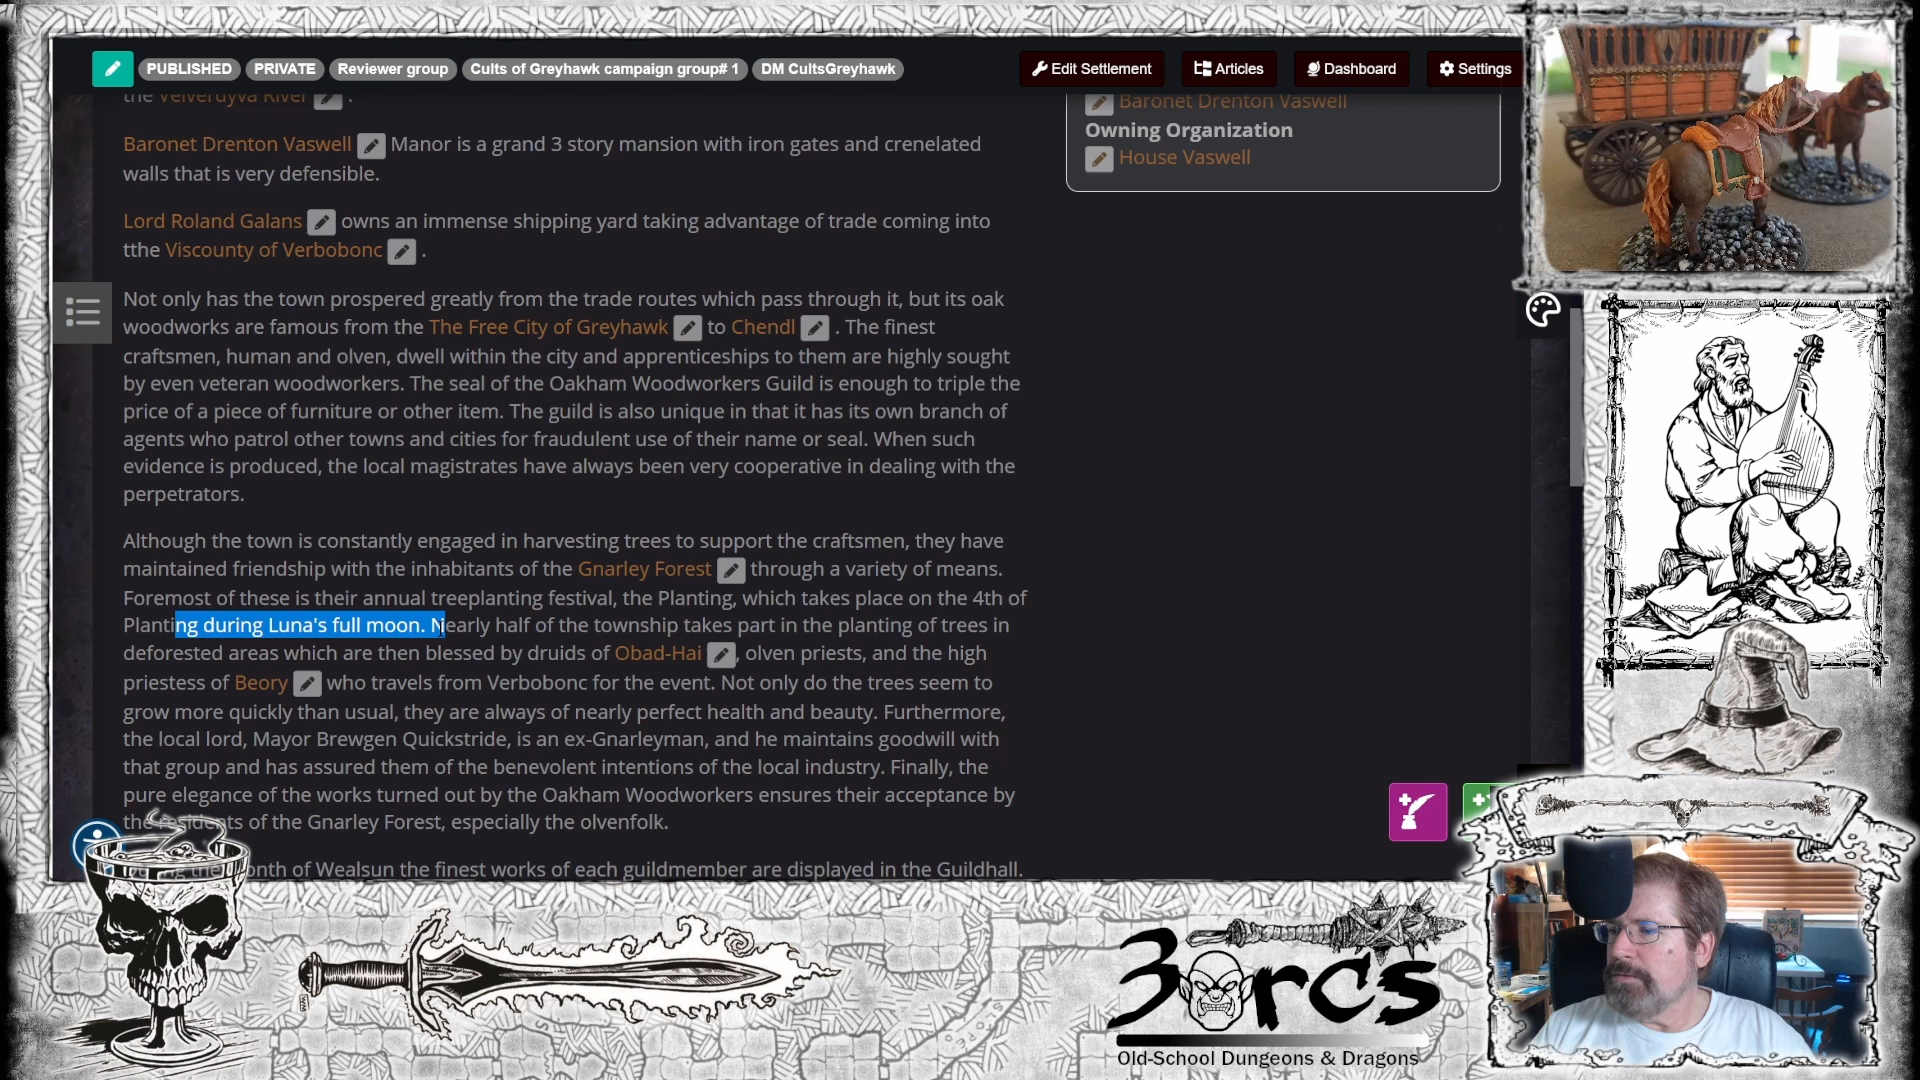 PUBLISHED PRIVATE Reviewer group Cults of Greyhawk campaign group# 1 DM CultsGreyhawk
Edit Settlement Articles Dashboard Settings
the Velverdyva River .
Baronet Drenton Vaswell Manor is a grand 3 story mansion with iron gates and crenelated
walls that is very defensible.
Lord Roland Galans owns an immense shipping yard taking advantage of trade coming into
tthe Viscounty of Verbobonc .
Not only has the town prospered greatly from the trade routes which pass through it, but its oak
woodworks are famous from the The Free City of Greyhawk to Chendl . The finest
craftsmen, human and olven, dwell within the city and apprenticeships to them are highly sought
by even veteran woodworkers. The seal of the Oakham Woodworkers Guild is enough to triple the
price of a piece of furniture or other item. The guild is also unique in that it has its own branch of
agents who patrol other towns and cities for fraudulent use of their name or seal. When such
evidence is produced, the local magistrates have always been very cooperative in dealing with the
perpetrators.
Although the town is constantly engaged in harvesting trees to support the craftsmen, they have
maintained friendship with the inhabitants of the Gnarley Forest through a variety of means.
Foremost of these is their annual treeplanting festival, the Planting, which takes place on the 4th of
Planting during Luna's full moon. Nearly half of the township takes part in the planting of trees in
deforested areas which are then blessed by druids of Obad-Hai , olven priests, and the high
priestess of Beory who travels from Verbobonc for the event. Not only do the trees seem to
grow more quickly than usual, they are always of nearly perfect health and beauty. Furthermore,
the local lord, Mayor Brewgen Quickstride, is an ex-Gnarleyman, and he maintains goodwill with
that group and has assured them of the benevolent intentions of the local industry. Finally, the
pure elegance of the works turned out by the Oakham Woodworkers ensures their acceptance by
the residents of the Gnarley Forest, especially the olvenfolk.
the month of Wealsun the finest works of each guildmember are displayed in the Guildhall.
Baronet Drenton Vaswell
Owning Organization
House Vaswell
3 orcs
Old-School Dungeons & Dragons